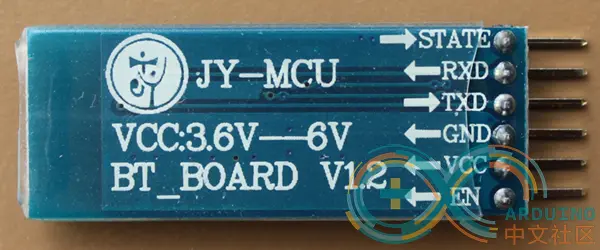 JY-MCU
VCC:3.6V—6V
BT_BOARD V1.2
STATE
RXD
TXD
GND
VCC
EN
ARDUINO
中文社区